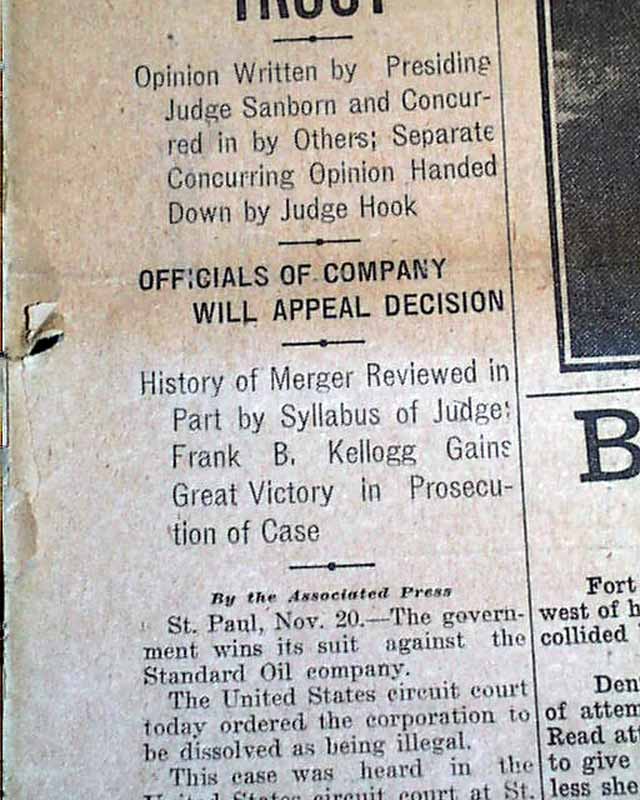 TRUST
Opinion Written by Presiding
Judge Sanborn and Concur-
red in by Others; Separate
Concurring Opinion Handed
Down by Judge Hook
OFFICIALS OF COMPANY
WILL APPEAL DECISION
History of Merger Reviewed in
Part by Syllabus of Judge;
Frank B. Kellogg Gains
Great Victory in Prosecu-
tion of Case
By the Associated Press
St. Paul, Nov. 20.—The govern-
ment wins its suit against the
Standard Oil company.
The United States circuit court
today ordered the corporation to
be dissolved as being illegal.
This case was heard in the
United States circuit court at St.
B
Fort
west of
collided
of
Read
to give
less